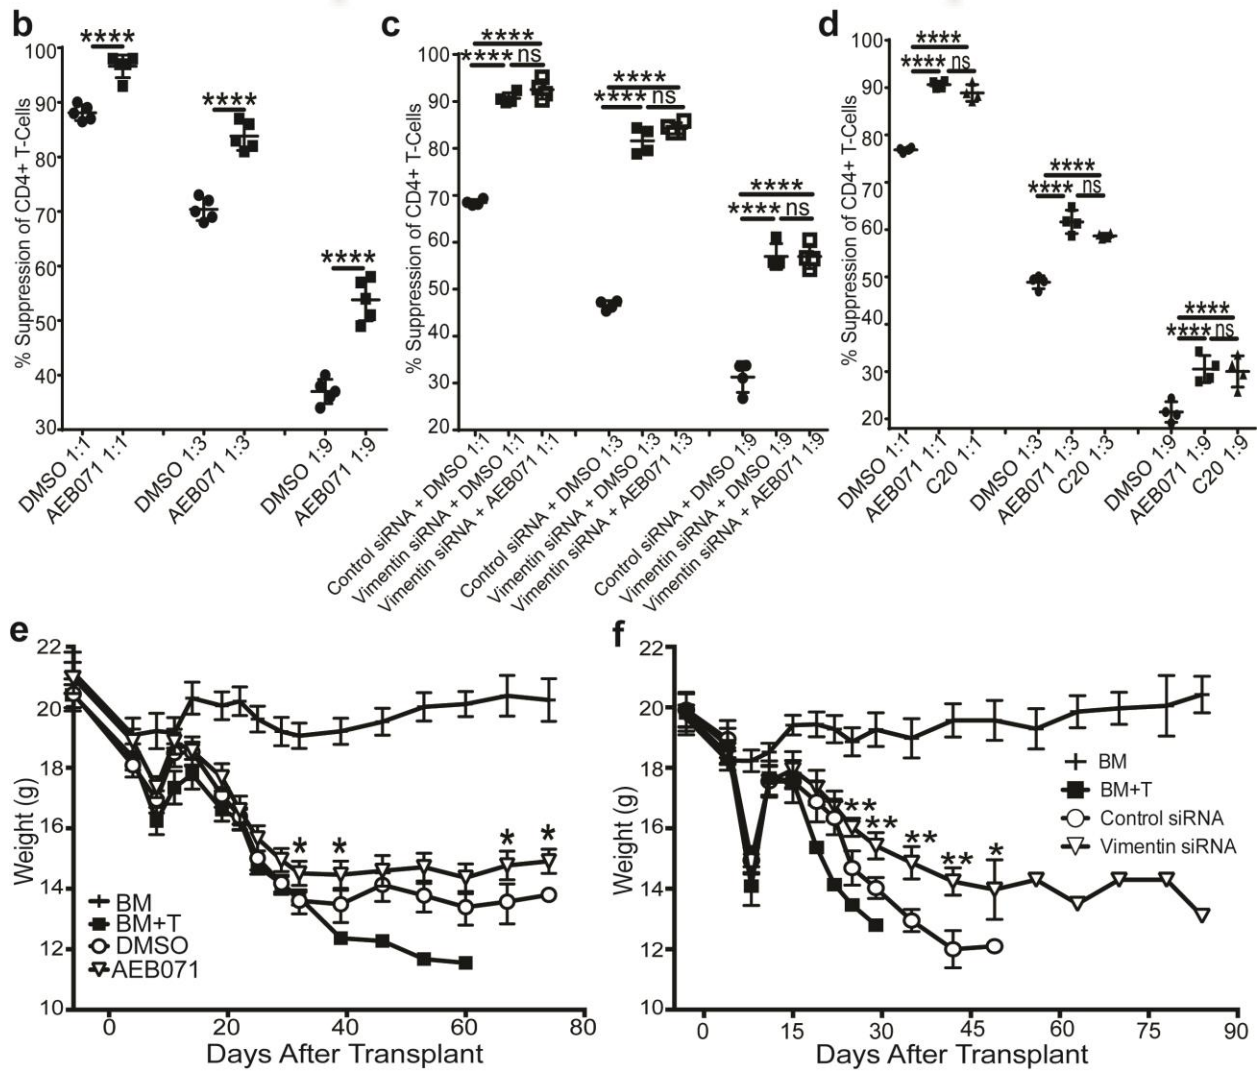 b
% Suppression of CD4+ T-Cells
100
90
80
70
60
50
40
30
****
****
****
DMSO 1:1
AEB071 1:1
DMSO 1:3
AEB071 1:3
DMSO 1:9
AEB071 1:9
c
% Suppression of CD4+ T-Cells
100
90
80
70
60
50
40
30
20
****
**** ns
****
**** ns
****
**** ns
Control siRNA + DMSO 1:1
Vimentin siRNA + DMSO 1:1
Vimentin siRNA + AEB071 1:1
Control siRNA + DMSO 1:3
Vimentin siRNA + DMSO 1:3
Vimentin siRNA + AEB071 1:3
Control siRNA + DMSO 1:9
Vimentin siRNA + DMSO 1:9
Vimentin siRNA + AEB071 1:9
d
% Suppression of CD4+ T-Cells
100
90
80
70
60
50
40
30
20
****
**** ns
****
**** ns
****
**** ns
DMSO 1:1
AEB071 1:1
C20 1:1
DMSO 1:3
AEB071 1:3
C20 1:3
DMSO 1:9
AEB071 1:9
C20 1:9
e
Weight (g)
22
20
18
16
14
12
10
* * * *
BM
BM+T
DMSO
AEB071
0 20 40 60 80
Days After Transplant
f
Weight (g)
22
20
18
16
14
12
10
** ** ** ** *
BM
BM+T
Control siRNA
Vimentin siRNA
0 15 30 45 60 75 90
Days After Transplant